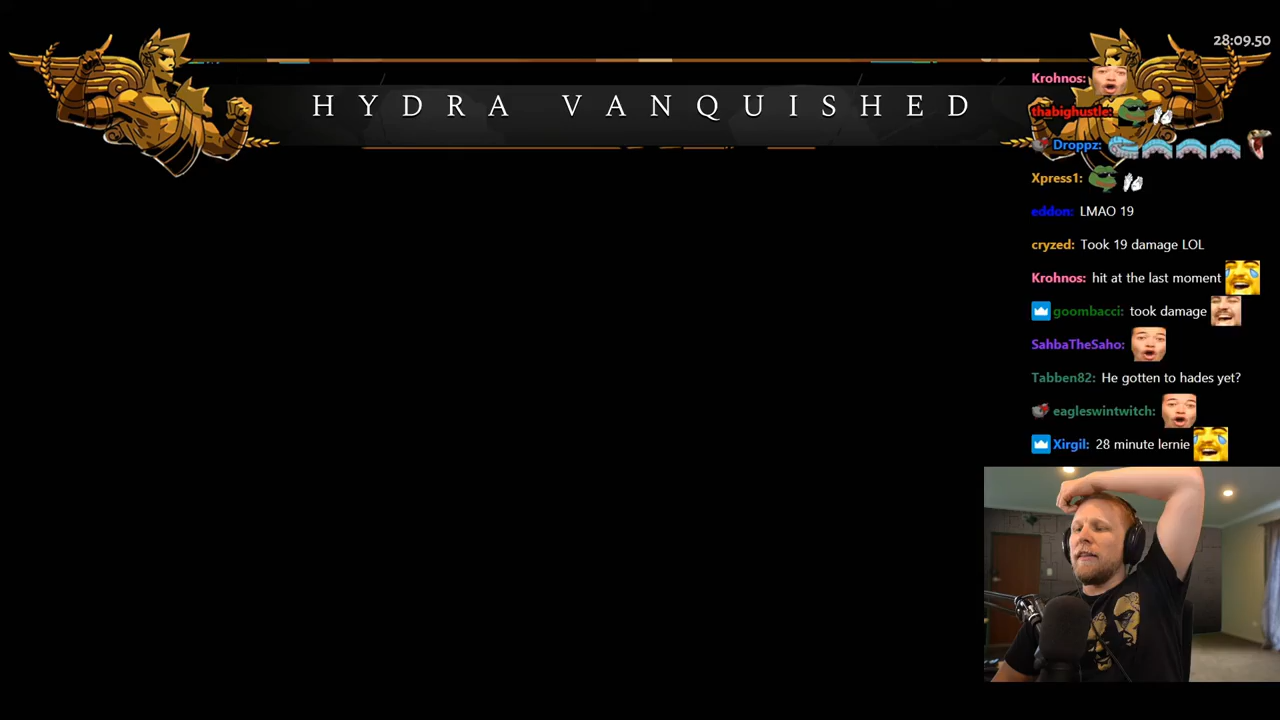 28:09.50
HYDRA VANQUISHED
Krohnos:
thabighustle:
Droppz:
Xpress1:
eddon: LMAO 19
cryzed: Took 19 damage LOL
Krohnos: hit at the last moment
goombacci: took damage
SahbaTheSaho:
Tabben82: He gotten to hades yet?
eagleswintwitch:
Xirgil: 28 minute lernie